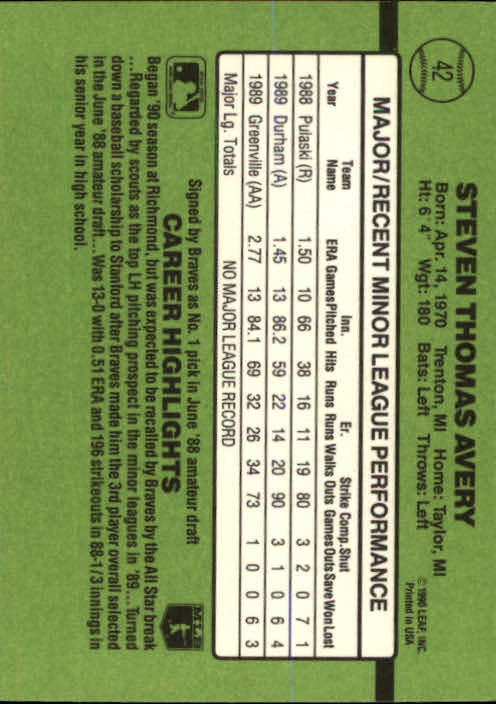 42
STEVEN THOMAS AVERY
© 1990 LEAF, INC.
Printed in USA
Born: Apr. 14, 1970 Trenton, MI Home: Taylor, MI
Ht: 6' 4" Wgt: 180 Bats: Left Throws: Left
MAJOR/RECENT MINOR LEAGUE PERFORMANCE
Team Inn. Er. Strike Comp. Shut
Year Name ERA Games Pitched Hits Runs Runs Walks Outs Games Outs Save Won Lost
1988 Pulaski (R) 1.50 10 66 38 16 11 19 80 3 2 0 7 1
1989 Durham (A) 1.45 13 86.2 59 22 14 20 90 3 1 0 6 4
1989 Greenville (AA) 2.77 13 84.1 69 32 26 34 73 1 0 0 6 3
Major Lg. Totals NO MAJOR LEAGUE RECORD
Signed by Braves as No. 1 pick in June '88 amateur draft
CAREER HIGHLIGHTS
Began '90 season at Richmond, but was expected to be recalled by Braves by the All Star break
...Regarded by scouts as the top LH pitching prospect in the minor leagues in '89... Turned
down a baseball scholarship to Stanford after Braves made him the 3rd player overall selected
in the June '88 amateur draft... Was 13-0 with 0.51 ERA and 196 strikeouts in 88-1/3 innings in
his senior year in high school.